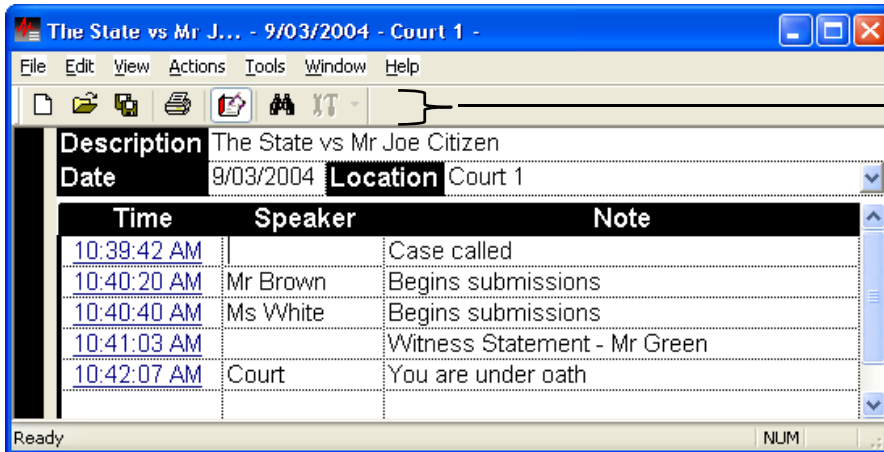 The State vs Mr J... - 9/03/2004 - Court 1 -
File Edit View Actions Tools Window Help
Description The State vs Mr Joe Citizen
Date 9/03/2004 Location Court 1
Time Speaker Note
10:39:42 AM Case called
10:40:20 AM Mr Brown Begins submissions
10:40:40 AM Ms White Begins submissions
10:41:03 AM Witness Statement - Mr Green
10:42:07 AM Court You are under oath
Ready NUM